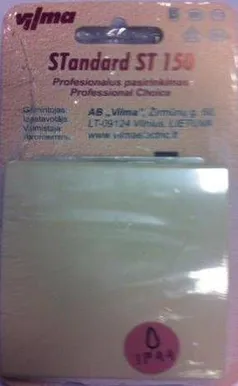 vilma
STandard ST 150
Profesionalus pasirinkimas
Professional Choice
Gamintojas: AB „Vilma", Žirmūnų g. 68
LT-09124 Vilnius, LIETUVA
www.vilmaelectric.lt
0
IP44